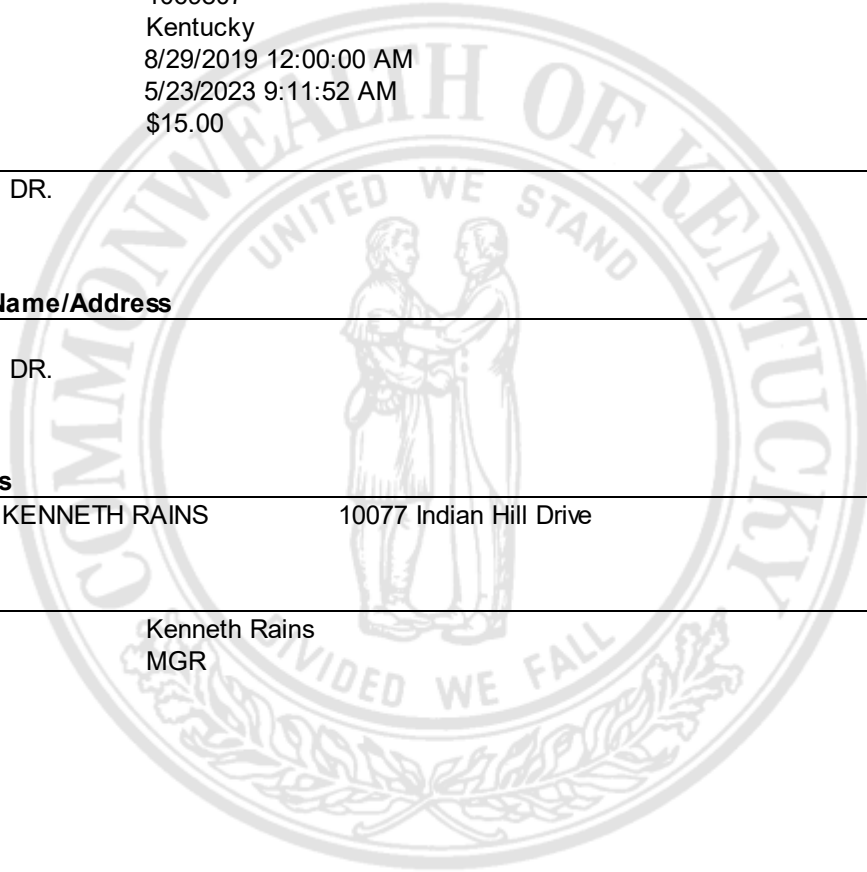 Kentucky
8/29/2019 12:00:00 AM
5/23/2023 9:11:52 AM
$15.00
DR.
Name/Address
DR.
s
KENNETH RAINS 10077 Indian Hill Drive
Kenneth Rains
MGR
COMMONWEALTH OF KENTUCKY
UNITED WE STAND
DIVIDED WE FALL